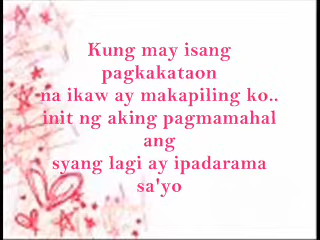 Kung may isang
pagkakataon
na ikaw ay makapiling ko..
init ng aking pagmamahal
ang
syang lagi ay ipadarama
sa'yo